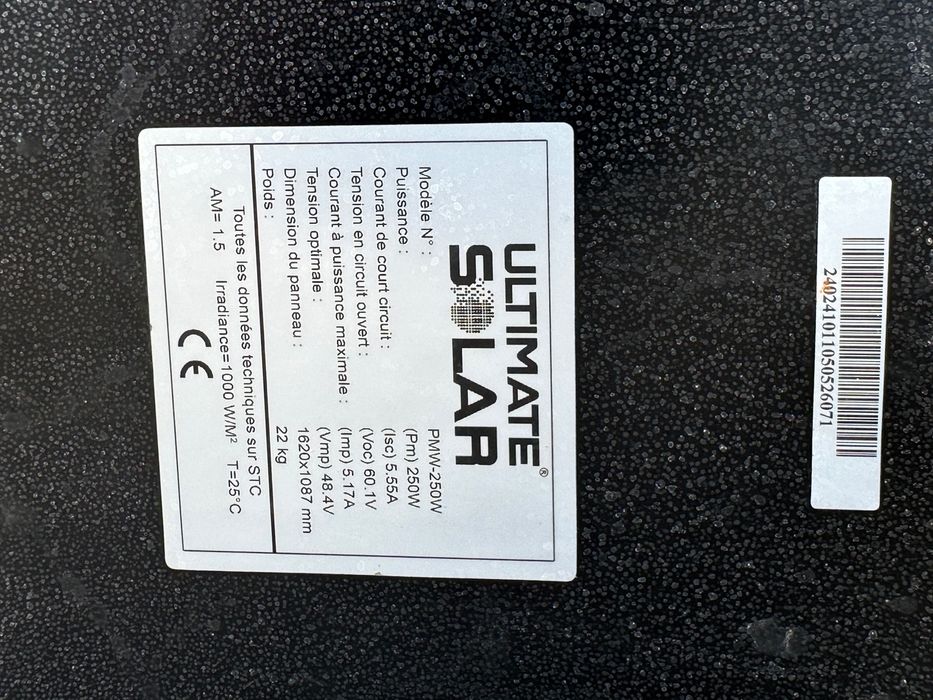 ULTIMATE®
SOLAR
Modèle N° : PMW-250W
Puissance : (Pm) 250W
Courant de court circuit : (Isc) 5.55A
Tension en circuit ouvert : (Voc) 60.1V
Courant à puissance maximale : (Imp) 5.17A
Tension optimale : (Vmp) 48.4V
Dimension du panneau : 1620x1087 mm
Poids : 22 kg
Toutes les données techniques sur STC
AM= 1.5 Irradiance=1000 W/M² T=25°C
CE
240241011050526071